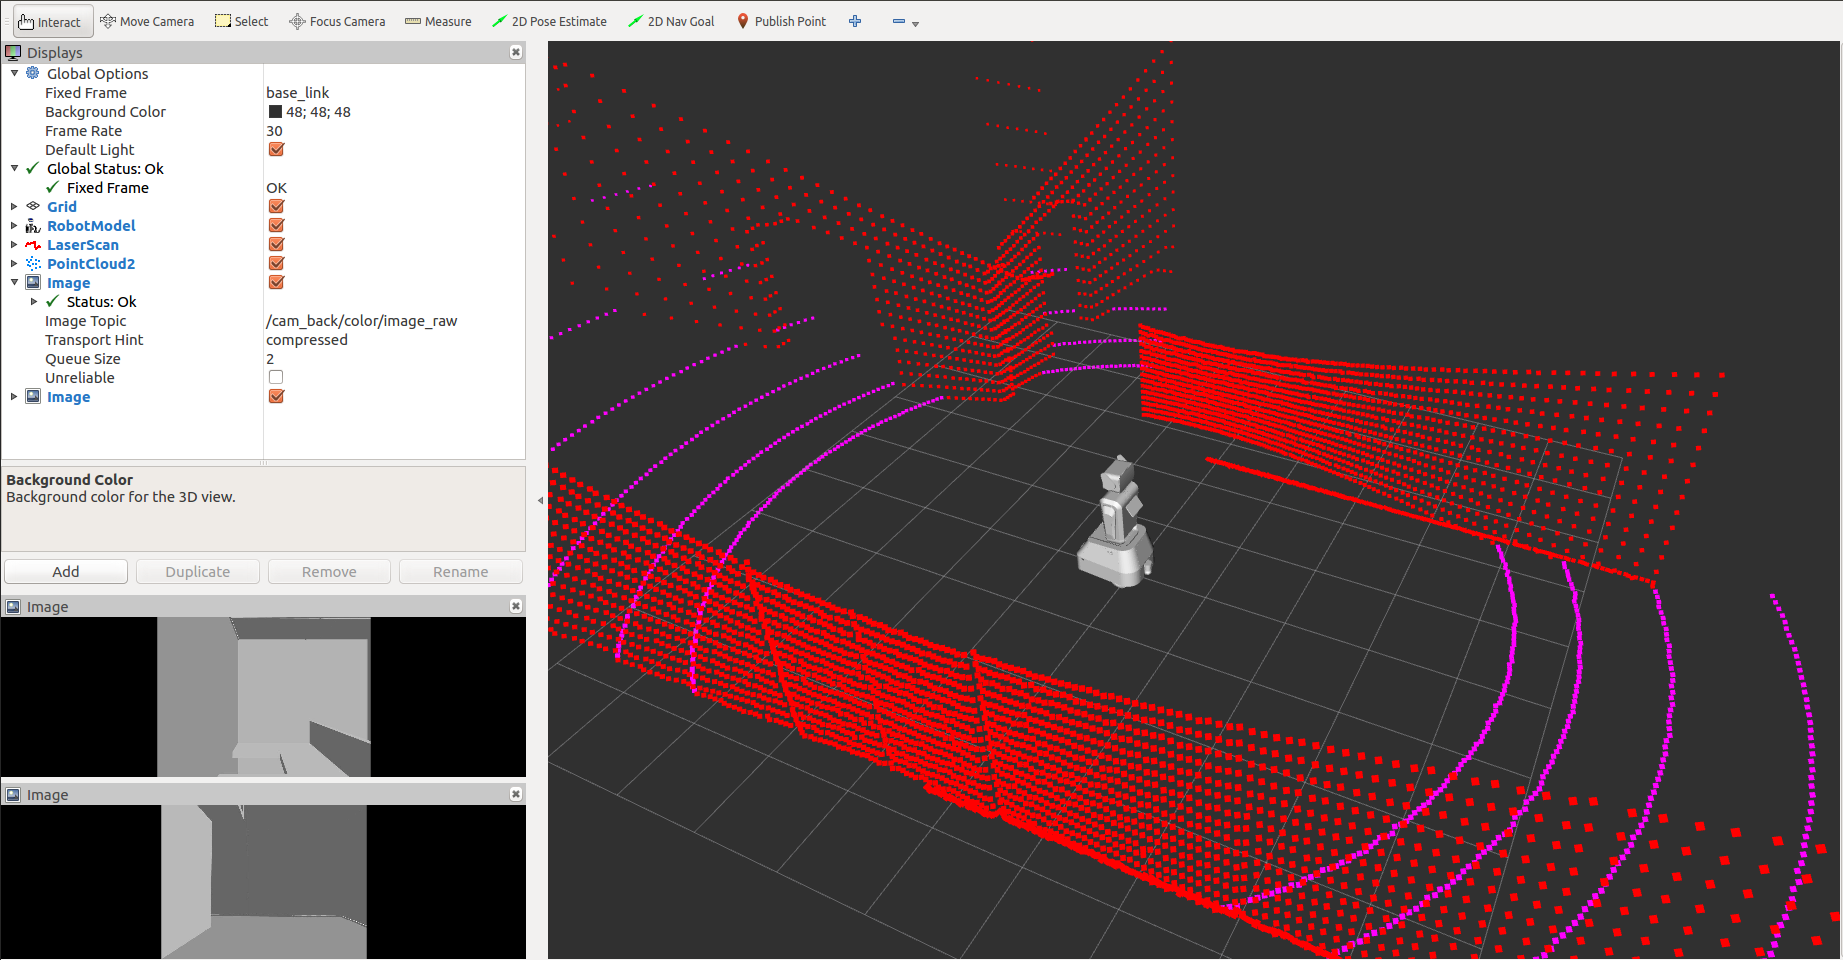 Interact Move Camera Select Focus Camera Measure 2D Pose Estimate 2D Nav Goal Publish Point
Displays
Global Options
Fixed Frame base_link
Background Color 48; 48; 48
Frame Rate 30
Default Light
Global Status: Ok
Fixed Frame OK
Grid
RobotModel
LaserScan
PointCloud2
Image
Status: Ok
Image Topic /cam_back/color/image_raw
Transport Hint compressed
Queue Size 2
Unreliable
Image
Background Color
Background color for the 3D view.
Add Duplicate Remove Rename
Image
Image